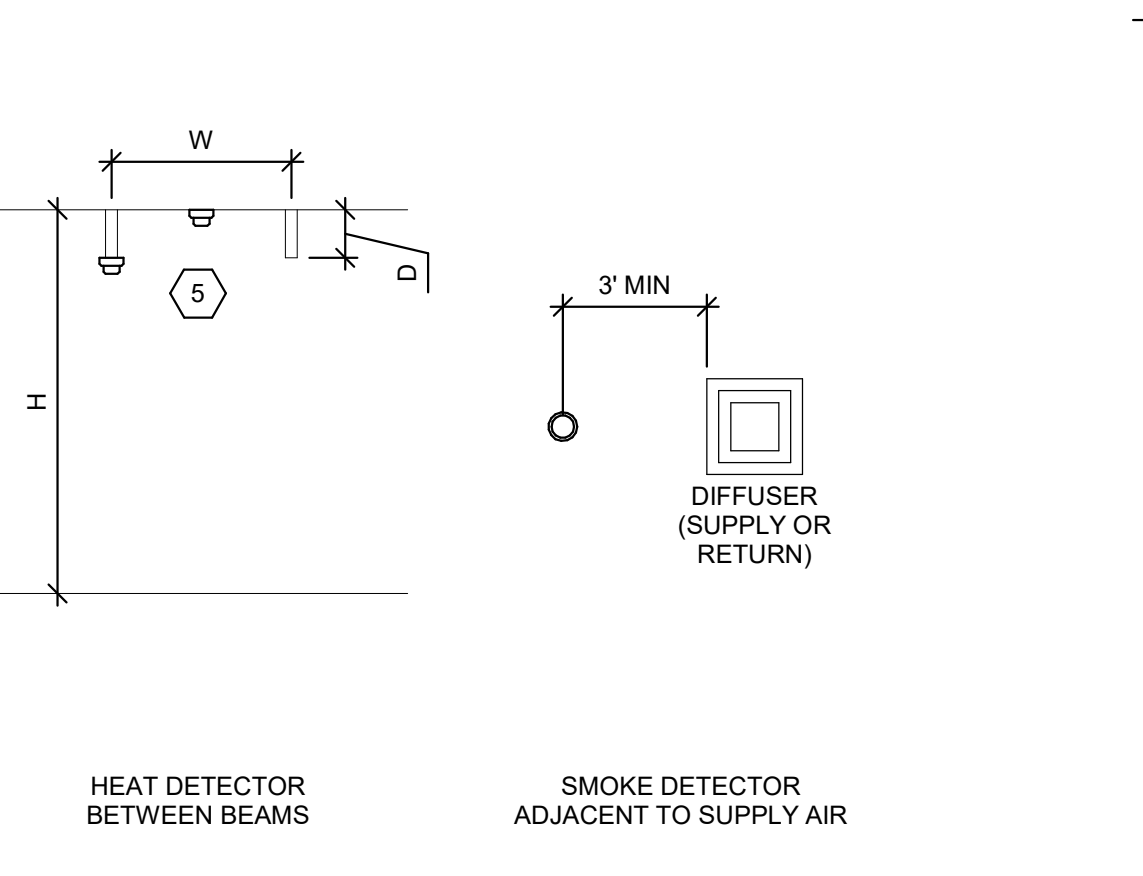 W
D
5
H
3' MIN
DIFFUSER
(SUPPLY OR
RETURN)
HEAT DETECTOR
BETWEEN BEAMS
SMOKE DETECTOR
ADJACENT TO SUPPLY AIR